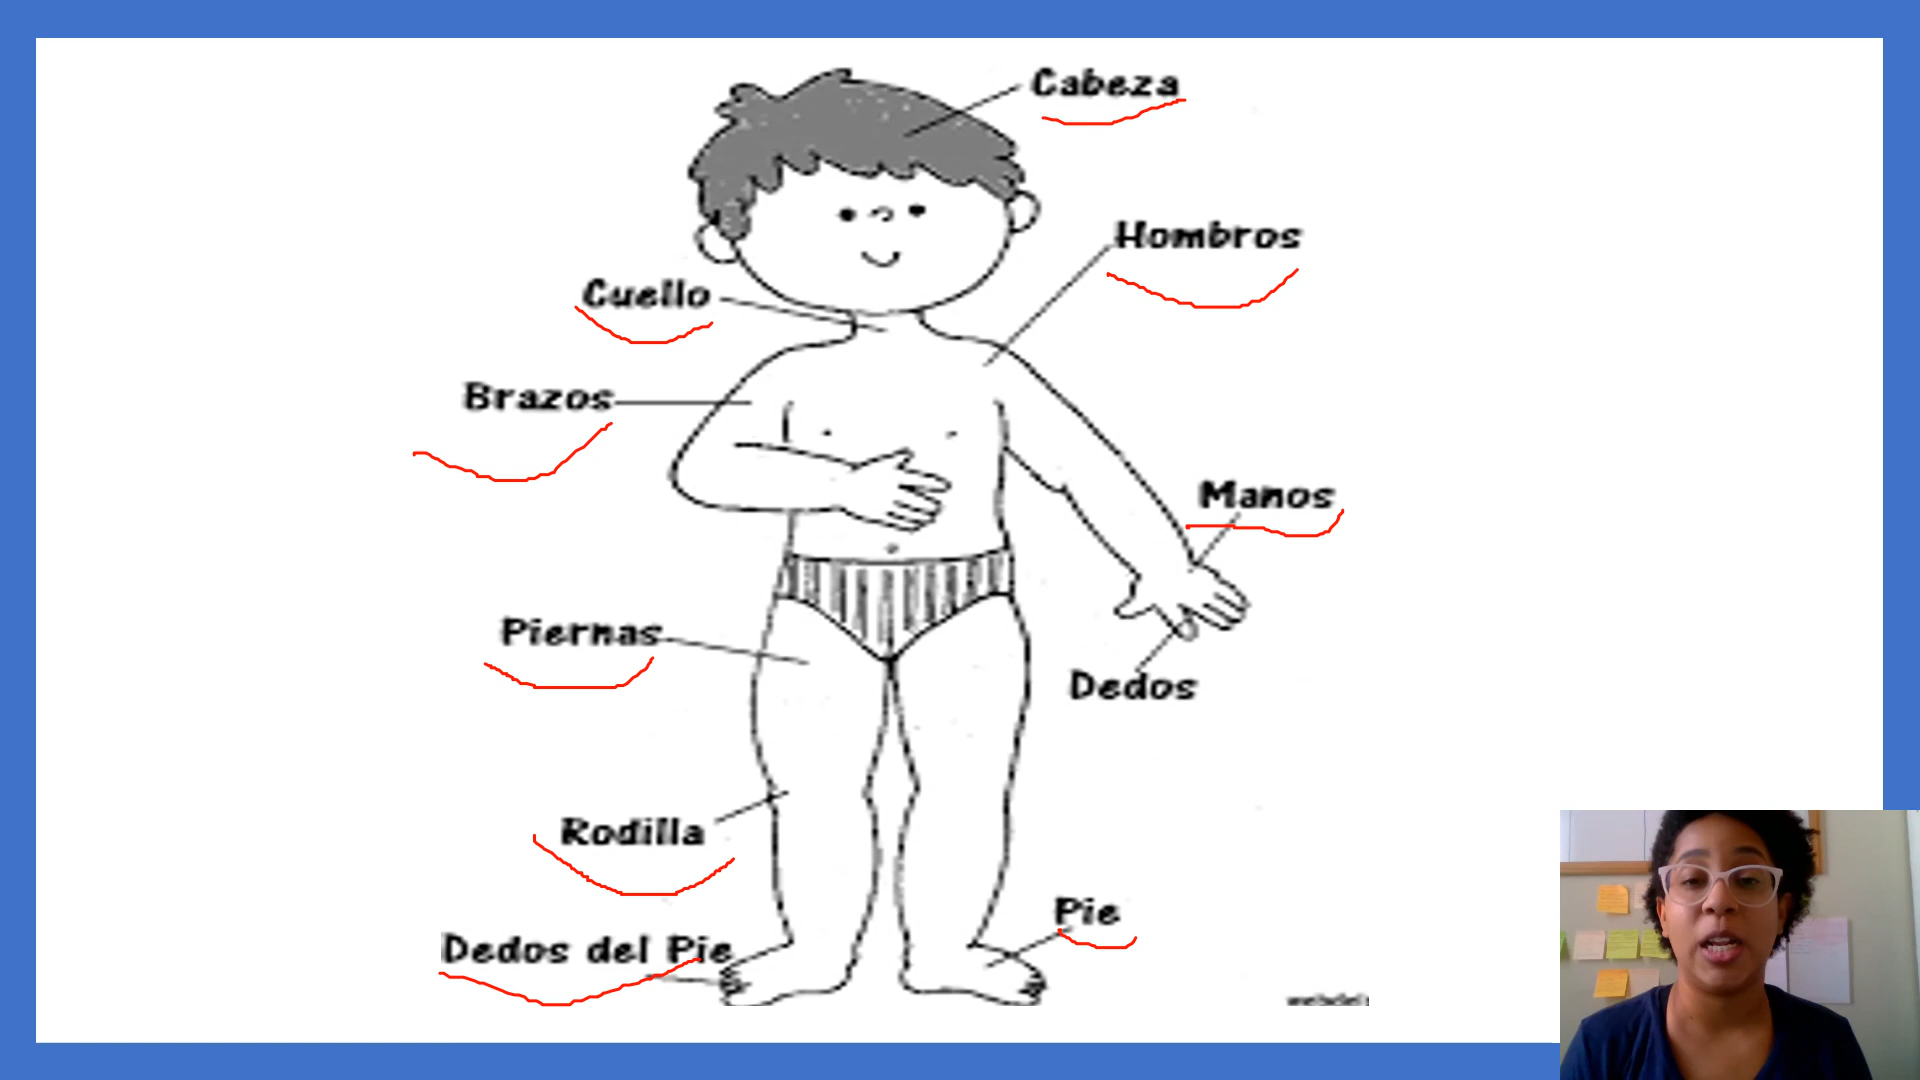 Cabeza
Hombros
Cuello
Brazos
Manos
Piernas
Dedos
Rodilla
Pie
Dedos del Pie